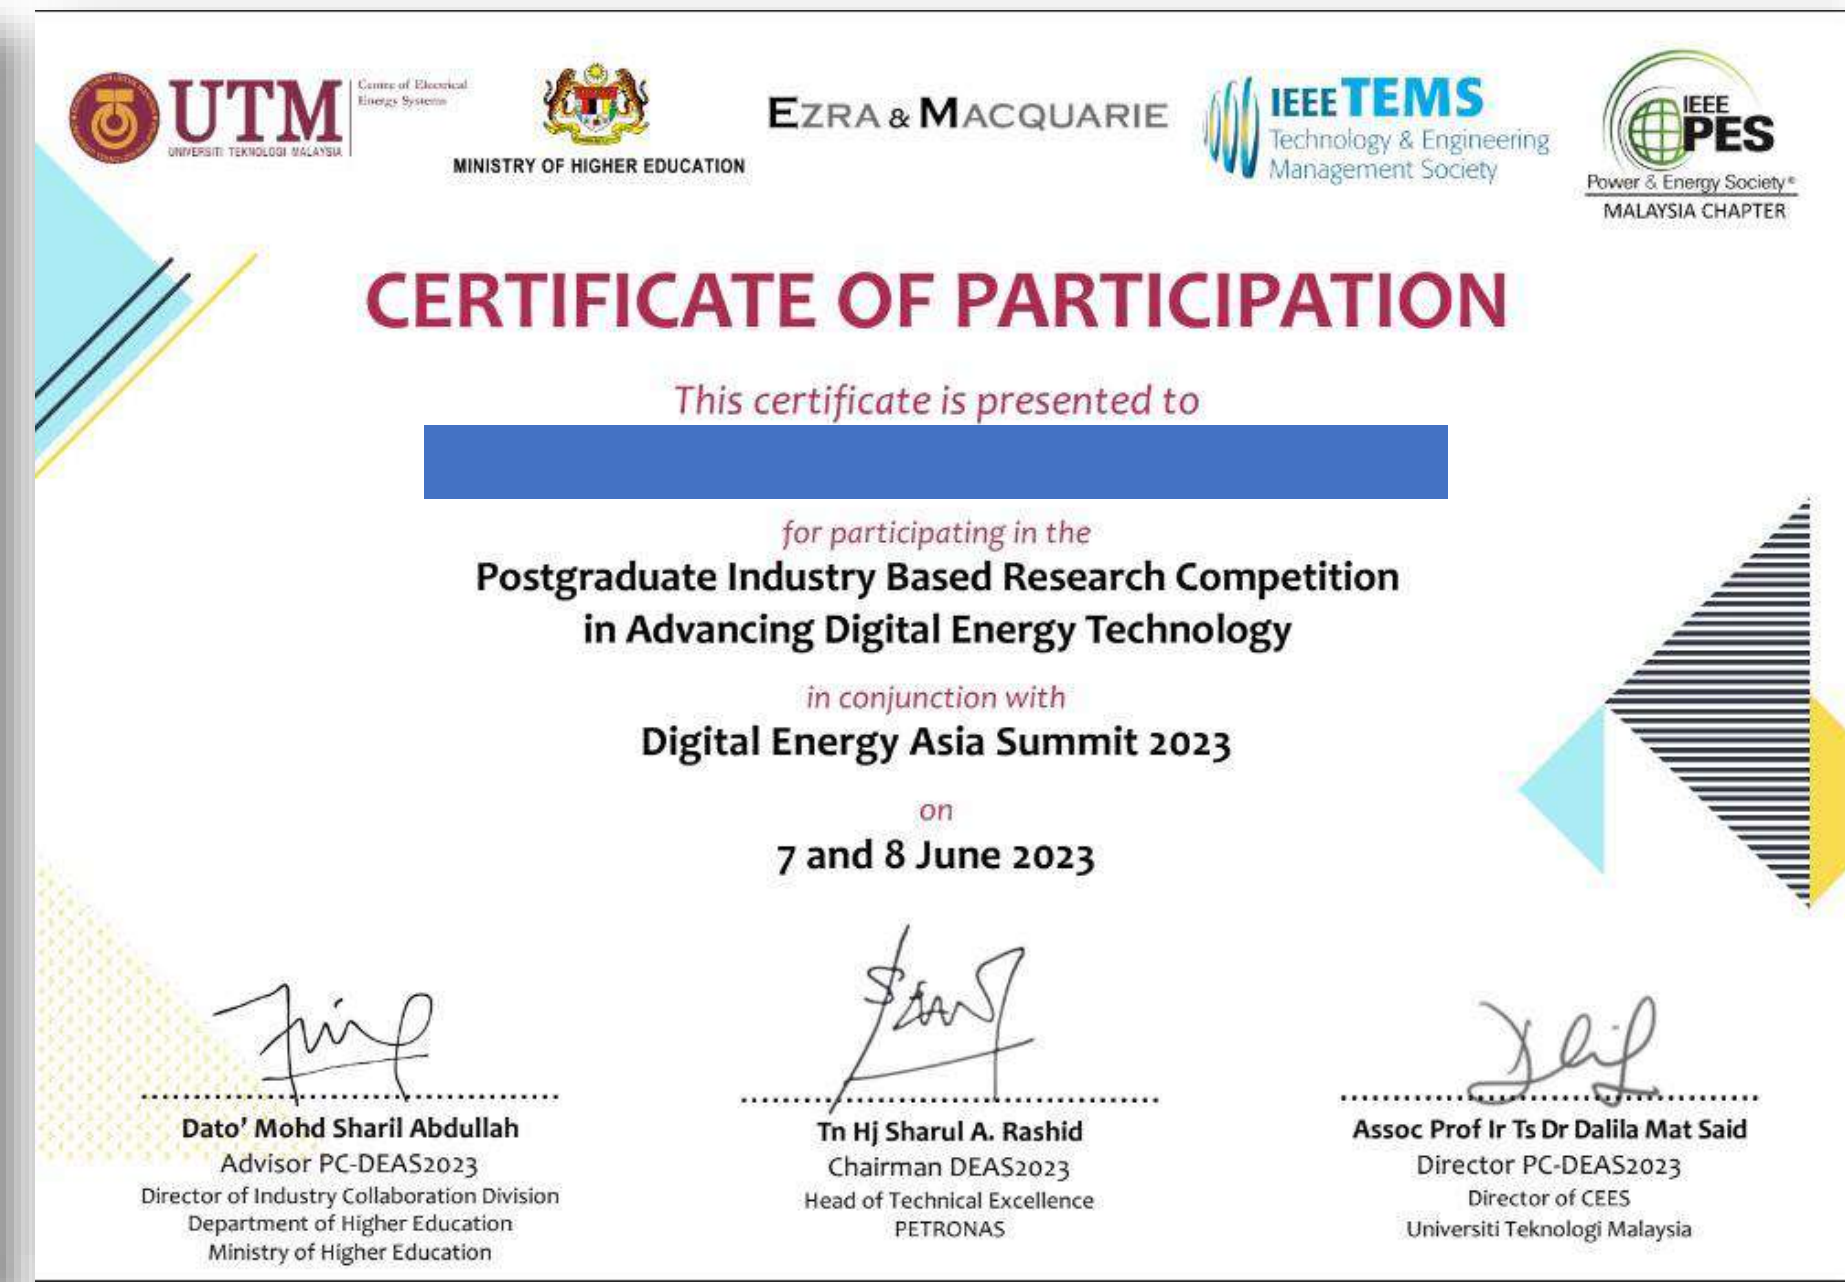 UTM
UNIVERSITI TEKNOLOGI MALAYSIA
Centre of Electrical
Energy Systems
MINISTRY OF HIGHER EDUCATION
EZRA & MACQUARIE
IEEE TEMS
Technology & Engineering
Management Society
IEEE
PES
Power & Energy Society®
MALAYSIA CHAPTER
CERTIFICATE OF PARTICIPATION
This certificate is presented to
for participating in the
Postgraduate Industry Based Research Competition
in Advancing Digital Energy Technology
in conjunction with
Digital Energy Asia Summit 2023
on
7 and 8 June 2023
Dato' Mohd Sharil Abdullah
Advisor PC-DEAS2023
Director of Industry Collaboration Division
Department of Higher Education
Ministry of Higher Education
Tn Hj Sharul A. Rashid
Chairman DEAS2023
Head of Technical Excellence
PETRONAS
Assoc Prof Ir Ts Dr Dalila Mat Said
Director PC-DEAS2023
Director of CEES
Universiti Teknologi Malaysia